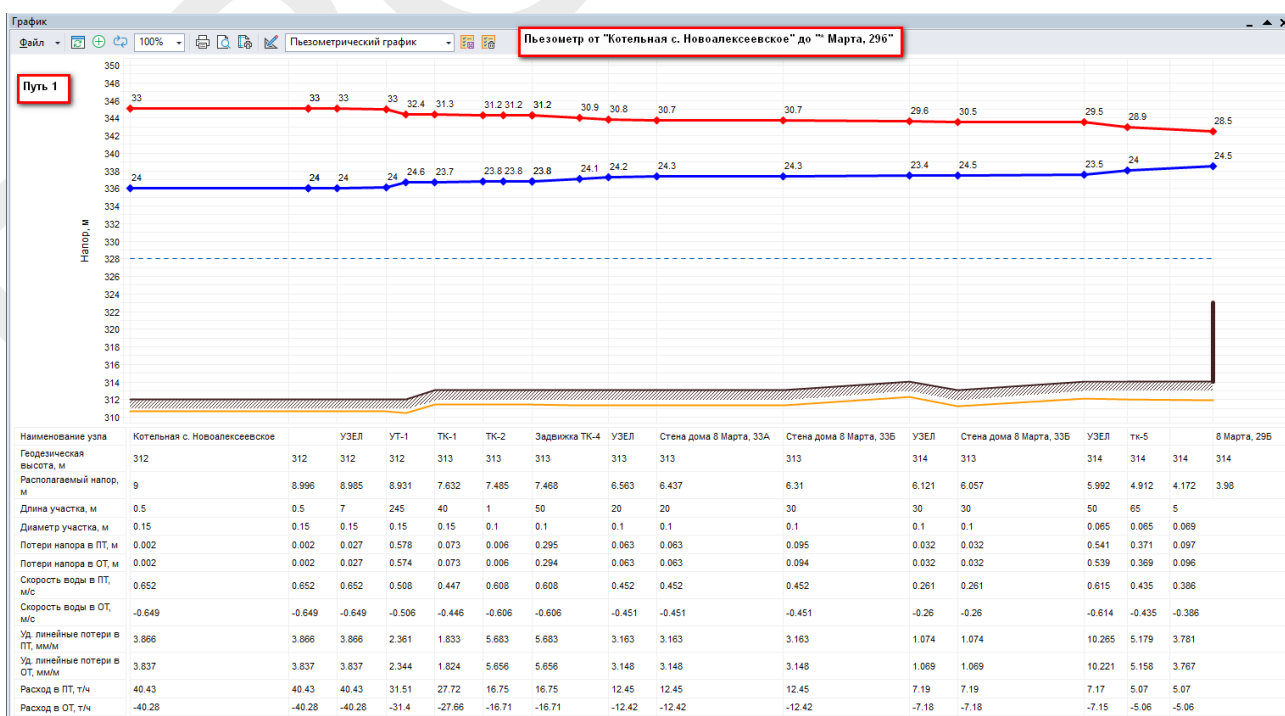 График
Файл 100% Пьезометрический график
Пьезометр от "Котельная с. Новоалексеевское" до "* Марта, 29б"
Путь 1
Напор, м
350
348
346
344
342
340
338
336
334
332
330
328
326
324
322
320
318
316
314
312
310
33 33 33 33 32.4 31.3 31.2 31.2 31.2 30.9 30.8 30.7 30.7 29.6 30.5 29.5 28.9 28.5
24 24 24 24 24.6 23.7 23.8 23.8 23.8 24.1 24.2 24.3 24.3 23.4 24.5 23.5 24 24.5
Наименование узла Котельная с. Новоалексеевское УЗЕЛ УТ-1 ТК-1 ТК-2 Задвижка ТК-4 УЗЕЛ Стена дома 8 Марта, 33А Стена дома 8 Марта, 33Б УЗЕЛ Стена дома 8 Марта, 33Б УЗЕЛ тк-5 8 Марта, 29Б
Геодезическая
высота, м 312 312 312 312 313 313 313 313 313 313 314 313 314 314 314 314
Располагаемый напор,
м 9 8.996 8.985 8.931 7.632 7.485 7.468 6.563 6.437 6.31 6.121 6.057 5.992 4.912 4.172 3.98
Длина участка, м 0.5 0.5 7 245 40 1 50 20 20 30 30 30 50 65 5
Диаметр участка, м 0.15 0.15 0.15 0.15 0.15 0.1 0.1 0.1 0.1 0.1 0.1 0.1 0.065 0.065 0.069
Потери напора в ПТ, м 0.002 0.002 0.027 0.578 0.073 0.006 0.295 0.063 0.063 0.095 0.032 0.032 0.541 0.371 0.097
Потери напора в ОТ, м 0.002 0.002 0.027 0.574 0.073 0.006 0.294 0.063 0.063 0.094 0.032 0.032 0.539 0.369 0.096
Скорость воды в ПТ,
м/с 0.652 0.652 0.652 0.508 0.447 0.608 0.608 0.452 0.452 0.452 0.261 0.261 0.615 0.435 0.386
Скорость воды в ОТ,
м/с -0.649 -0.649 -0.649 -0.506 -0.446 -0.606 -0.606 -0.451 -0.451 -0.451 -0.26 -0.26 -0.614 -0.435 -0.386
Уд. линейные потери в
ПТ, мм/м 3.866 3.866 3.866 2.361 1.833 5.683 5.683 3.163 3.163 3.163 1.074 1.074 10.265 5.179 3.781
Уд. линейные потери в
ОТ, мм/м 3.837 3.837 3.837 2.344 1.824 5.656 5.656 3.148 3.148 3.148 1.069 1.069 10.221 5.158 3.767
Расход в ПТ, т/ч 40.43 40.43 40.43 31.51 27.72 16.75 16.75 12.45 12.45 12.45 7.19 7.19 7.17 5.07 5.07
Расход в ОТ, т/ч -40.28 -40.28 -40.28 -31.4 -27.66 -16.71 -16.71 -12.42 -12.42 -12.42 -7.18 -7.18 -7.15 -5.06 -5.06